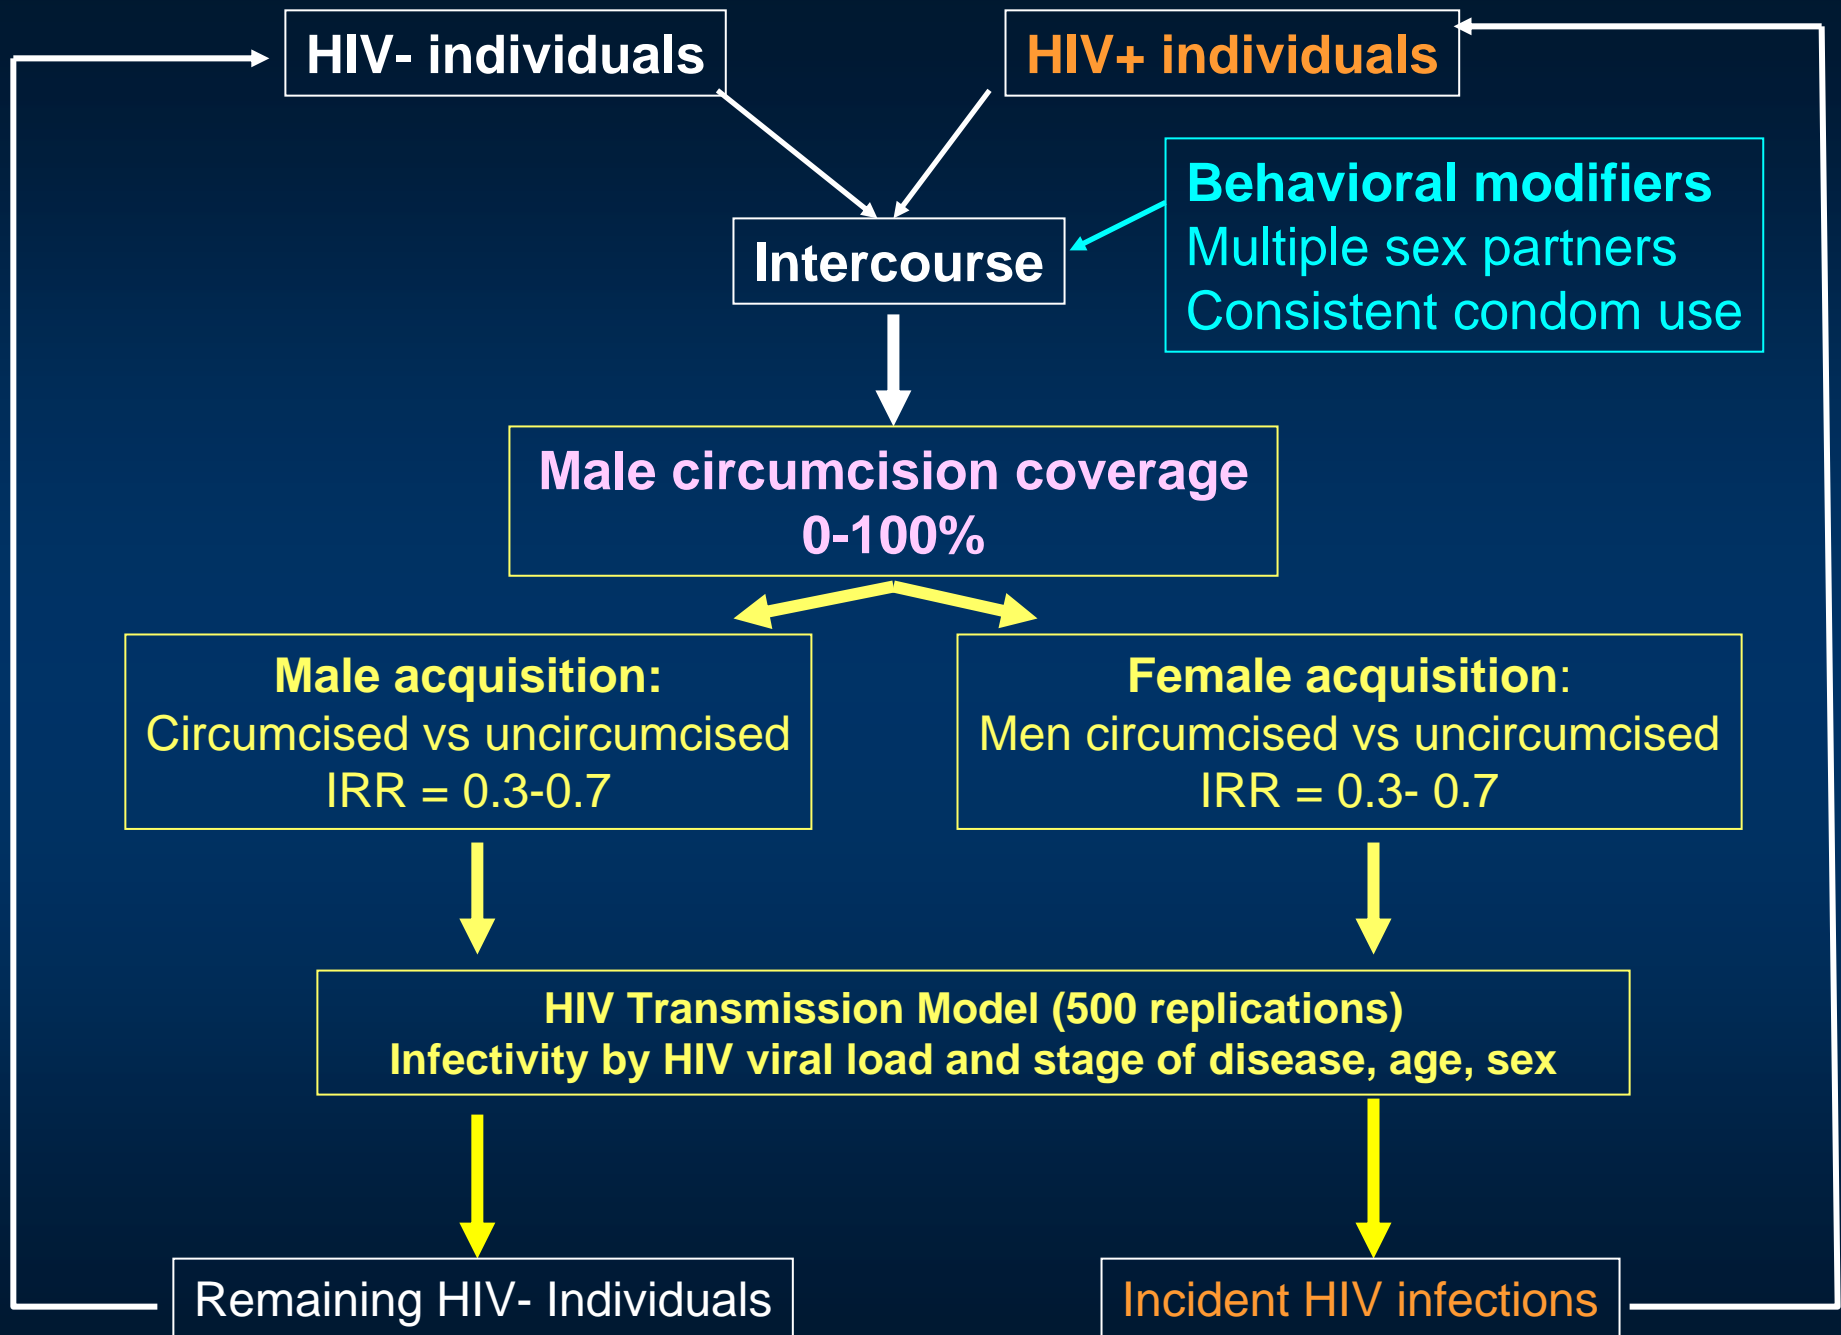 HIV- individuals
HIV+ individuals
Behavioral modifiers
Multiple sex partners
Consistent condom use
Intercourse
Male circumcision coverage
0-100%
Male acquisition:
Circumcised vs uncircumcised
IRR = 0.3-0.7
Female acquisition:
Men circumcised vs uncircumcised
IRR = 0.3- 0.7
HIV Transmission Model (500 replications)
Infectivity by HIV viral load and stage of disease, age, sex
Remaining HIV- Individuals
Incident HIV infections